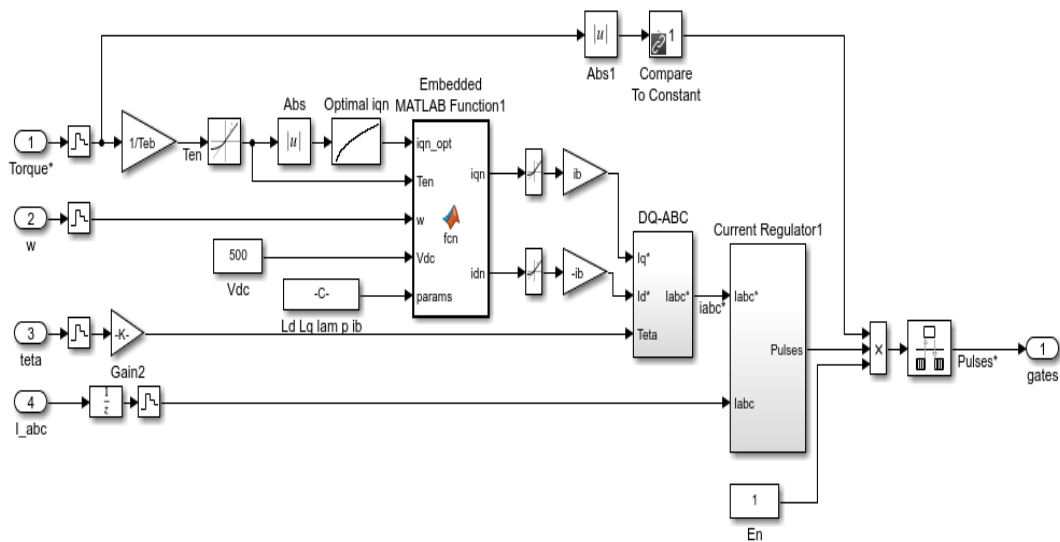 |u|
1
Abs1
Compare
To Constant
Embedded
MATLAB Function1
Abs
Optimal iqn
1
Torque*
1/Teb
Ten
|u|
iqn_opt
Ten
w
Vdc
params
fcn
iqn
idn
ib
-ib
2
w
500
Vdc
-C-
Ld Lq lam p ib
DQ-ABC
Iq*
Id*
Teta
Iabc*
iabc*
Current Regulator1
Iabc*
Pulses
Iabc
3
teta
-K-
Gain2
4
I_abc
1
z
x
Pulses*
1
gates
1
En